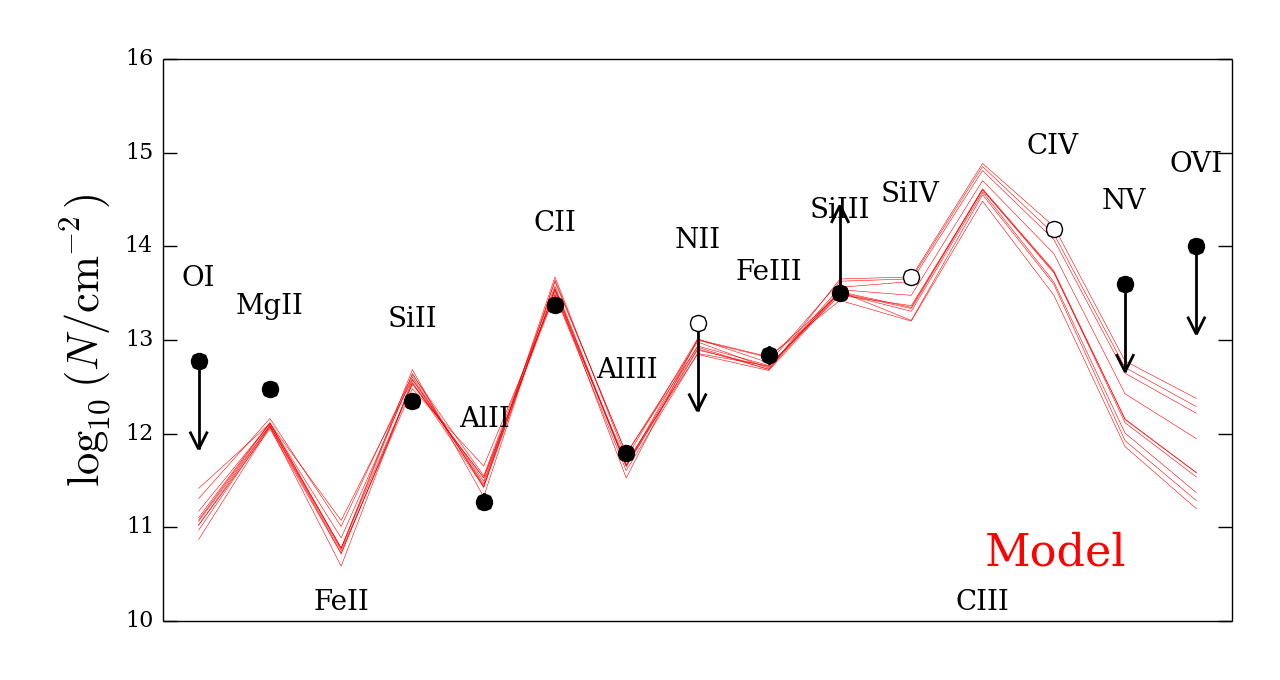 16
15
14
13
12
11
10
log10 (N/cm−2)
OI
MgII
FeII
SiII
AlII
CII
AlIII
NII
FeIII
SiIII
SiIV
CIII
CIV
NV
OVI
Model